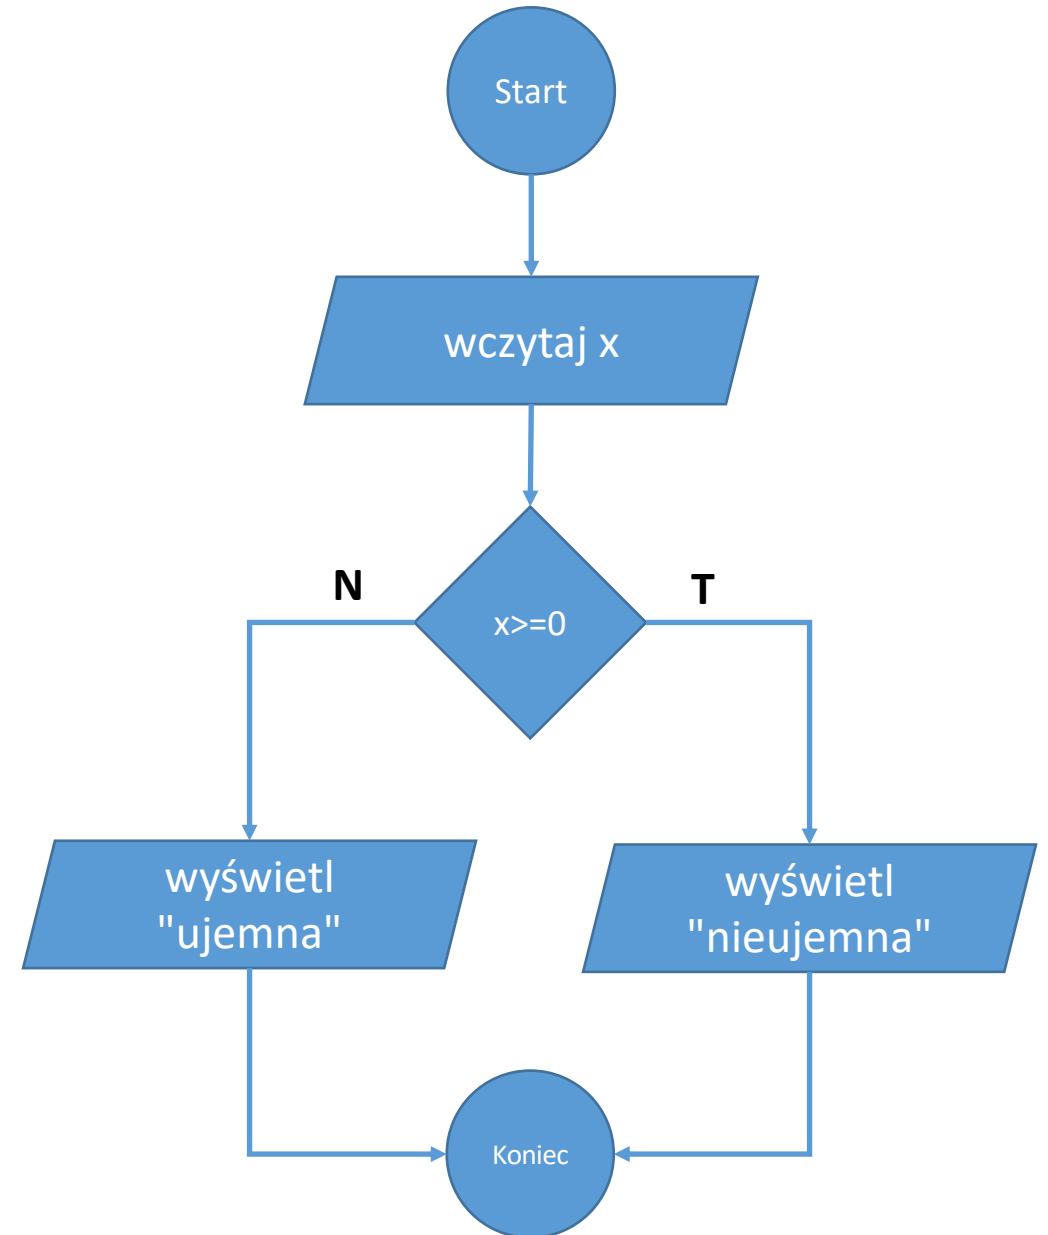 Start
wczytaj x
N
T
x>=0
wyświetl
"ujemna"
wyświetl
"nieujemna"
Koniec